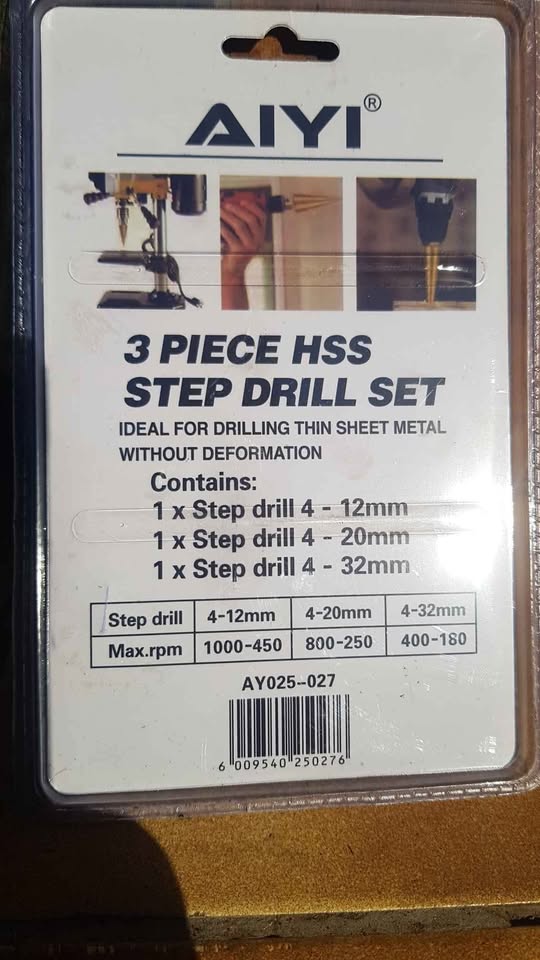 AIYI®
3 PIECE HSS
STEP DRILL SET
IDEAL FOR DRILLING THIN SHEET METAL
WITHOUT DEFORMATION
Contains:
1 x Step drill 4 - 12mm
1 x Step drill 4 - 20mm
1 x Step drill 4 - 32mm
Step drill 4-12mm 4-20mm 4-32mm
Max.rpm 1000-450 800-250 400-180
AY025--027
6 009540 250276